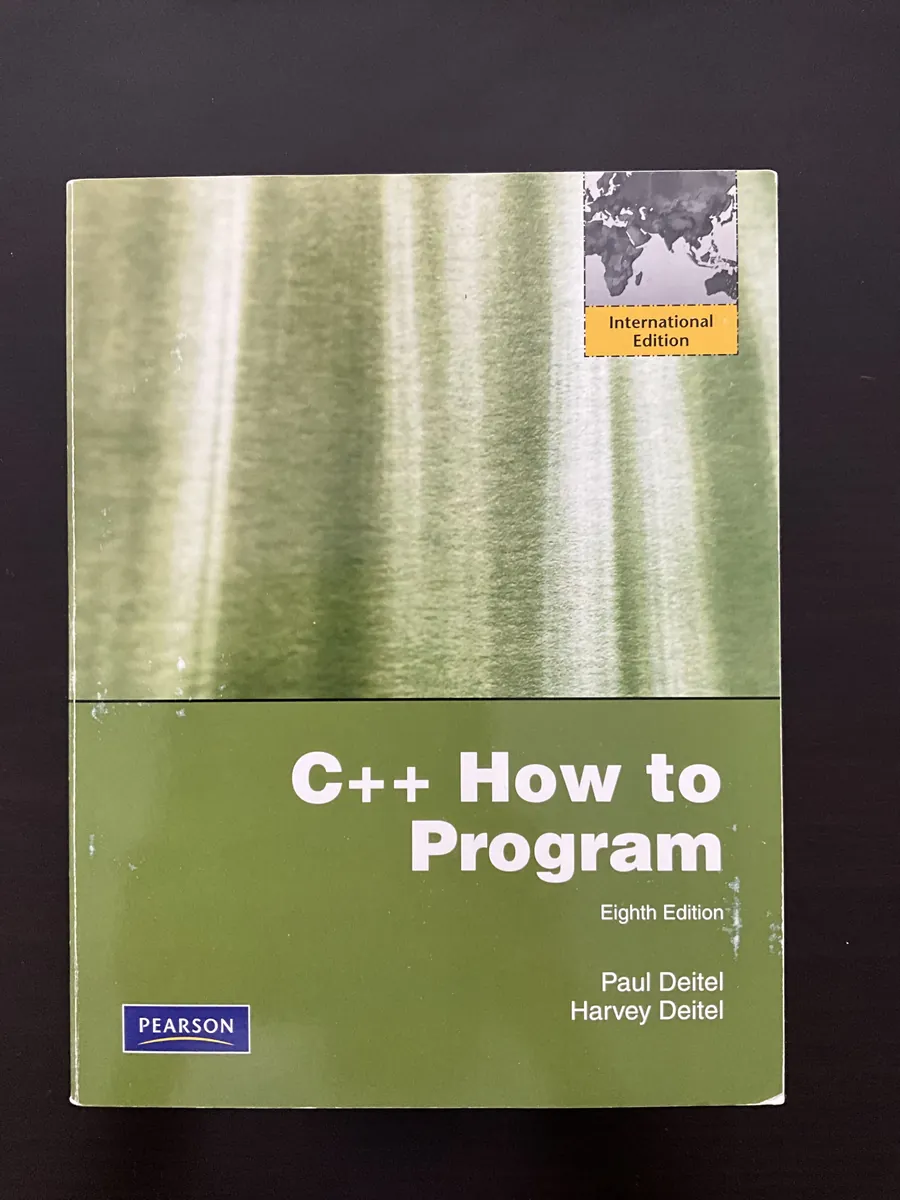 International
Edition
C++ How to
Program
Eighth Edition
Paul Deitel
Harvey Deitel
PEARSON